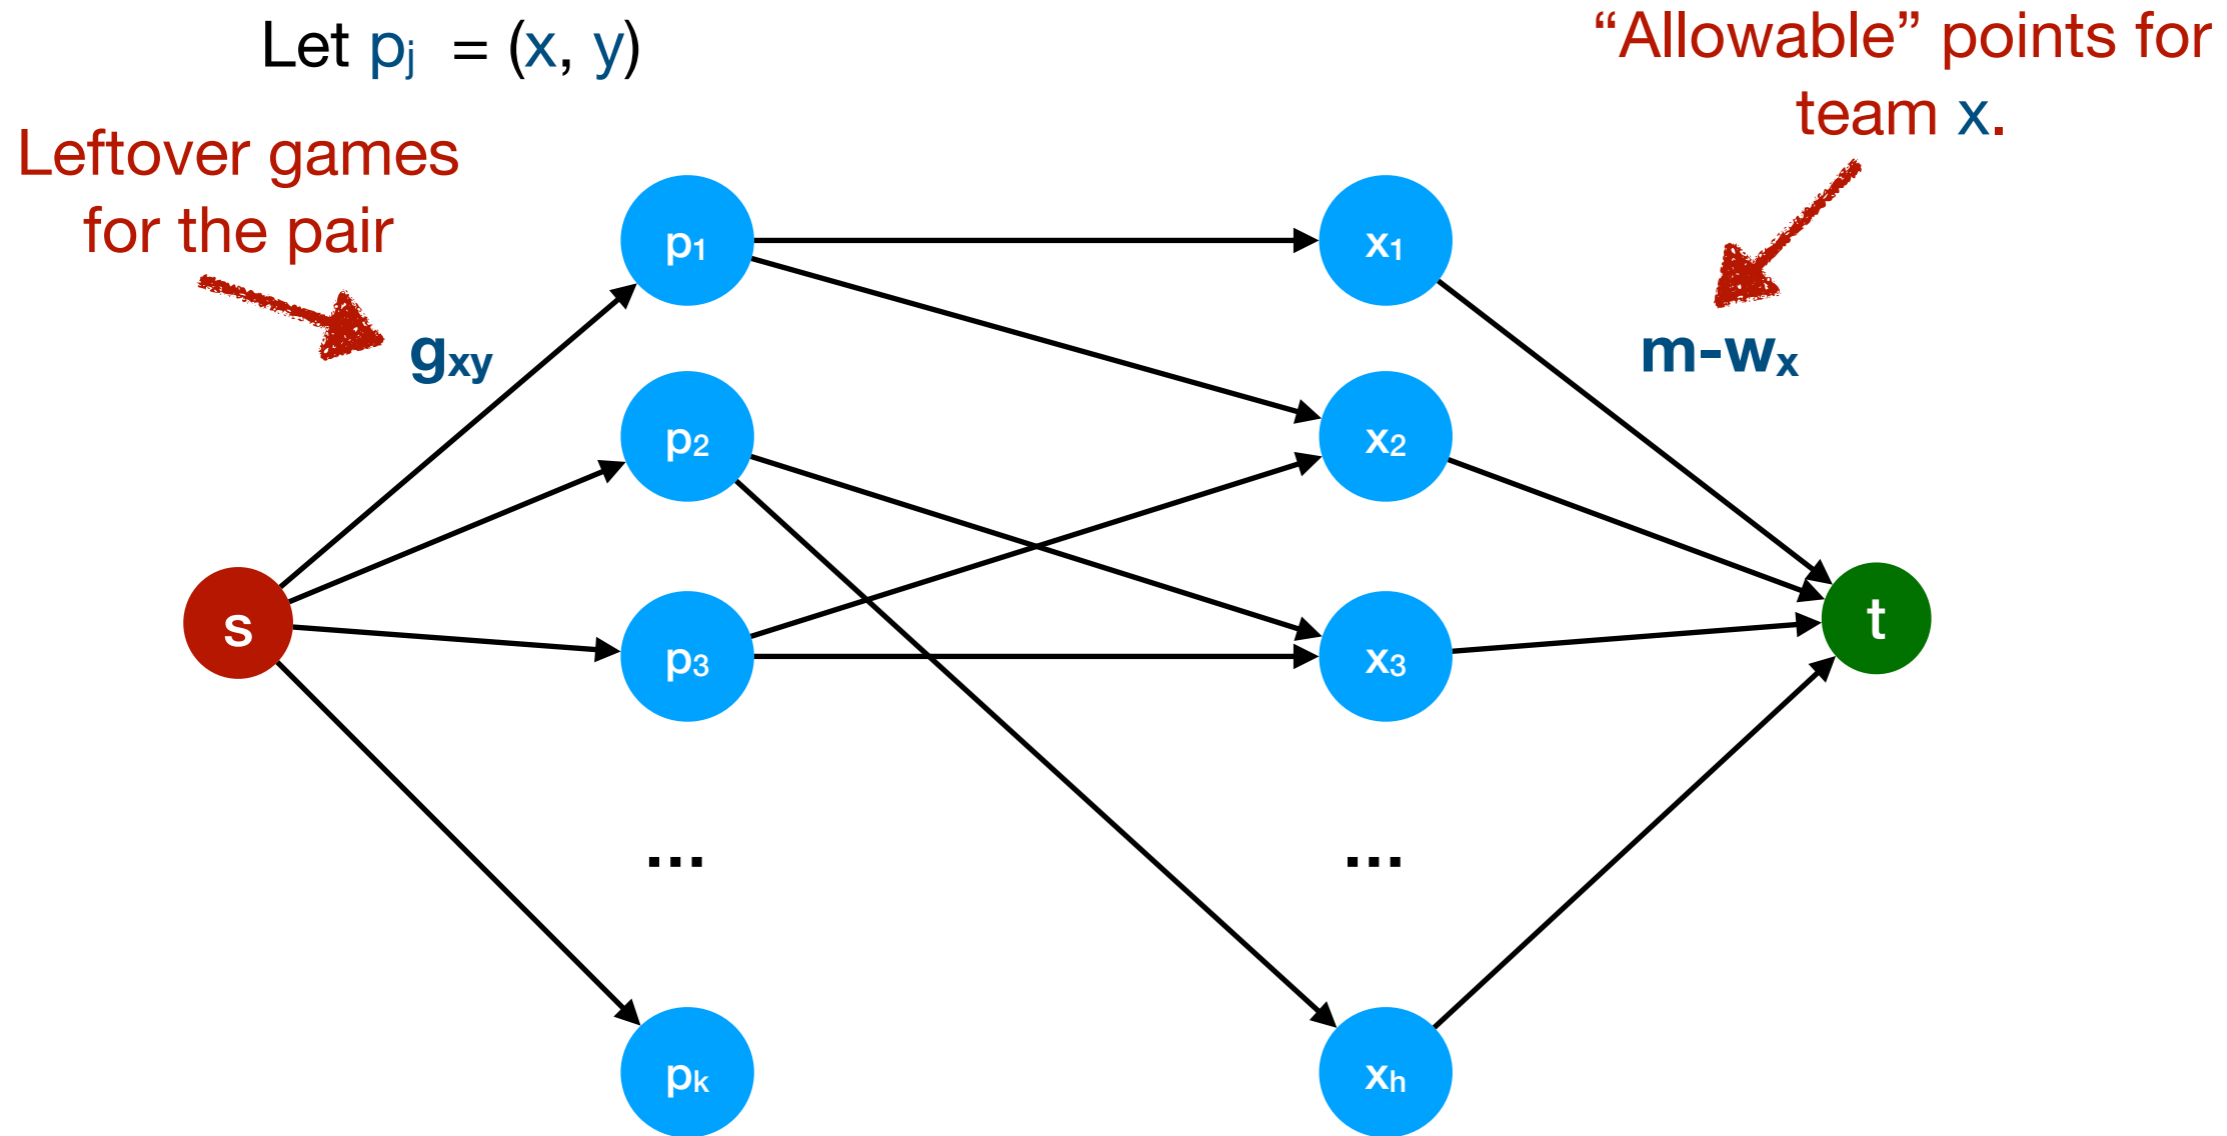 Let pj = (x, y)
“Allowable” points for
team x.
Leftover games
for the pair
gxy
m-wx
p1
x1
p2
x2
s
t
p3
x3
...
...
pk
xh